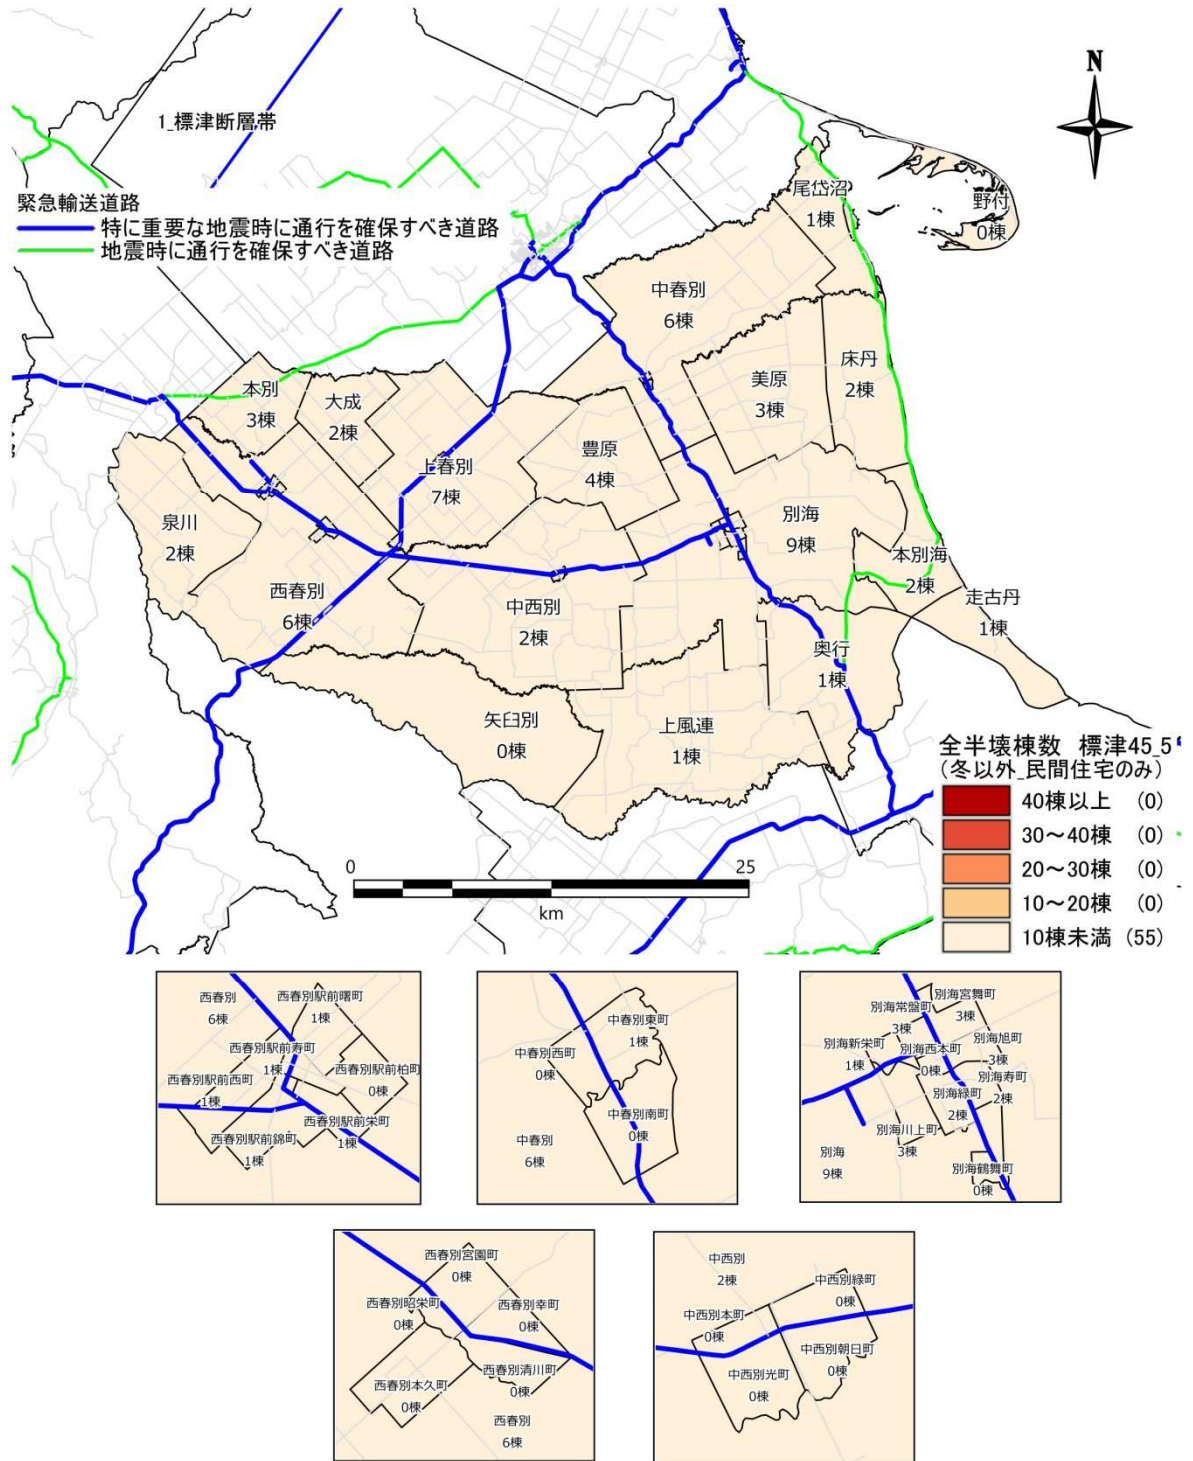 N
1_標津断層帯
緊急輸送道路
特に重要な地震時に通行を確保すべき道路
地震時に通行を確保すべき道路
尾岱沼
1棟
野付
0棟
中春別
6棟
床丹
2棟
美原
3棟
本別
3棟
大成
2棟
上春別
7棟
豊原
4棟
泉川
2棟
別海
9棟
本別海
2棟
走古丹
1棟
西春別
6棟
中西別
2棟
奥行
1棟
矢臼別
0棟
上風連
1棟
全半壊棟数 標津45_5
(冬以外_民間住宅のみ)
40棟以上 (0)
30~40棟 (0)
20~30棟 (0)
10~20棟 (0)
10棟未満 (55)
0
25
km
西春別
6棟
西春別駅前曙町
1棟
西春別駅前寿町
1棟
西春別駅前柏町
0棟
西春別駅前西町
1棟
西春別駅前栄町
1棟
西春別駅前錦町
1棟
中春別東町
1棟
中春別西町
0棟
中春別南町
0棟
中春別
6棟
別海宮舞町
3棟
別海常盤町
3棟
別海旭町
3棟
別海新栄町
1棟
別海西本町
0棟
別海寿町
2棟
別海緑町
2棟
別海川上町
3棟
別海
9棟
別海鶴舞町
0棟
西春別宮園町
0棟
西春別昭栄町
0棟
西春別幸町
0棟
西春別清川町
0棟
西春別本久町
0棟
西春別
6棟
中西別
2棟
中西別緑町
0棟
中西別本町
0棟
中西別朝日町
0棟
中西別光町
0棟